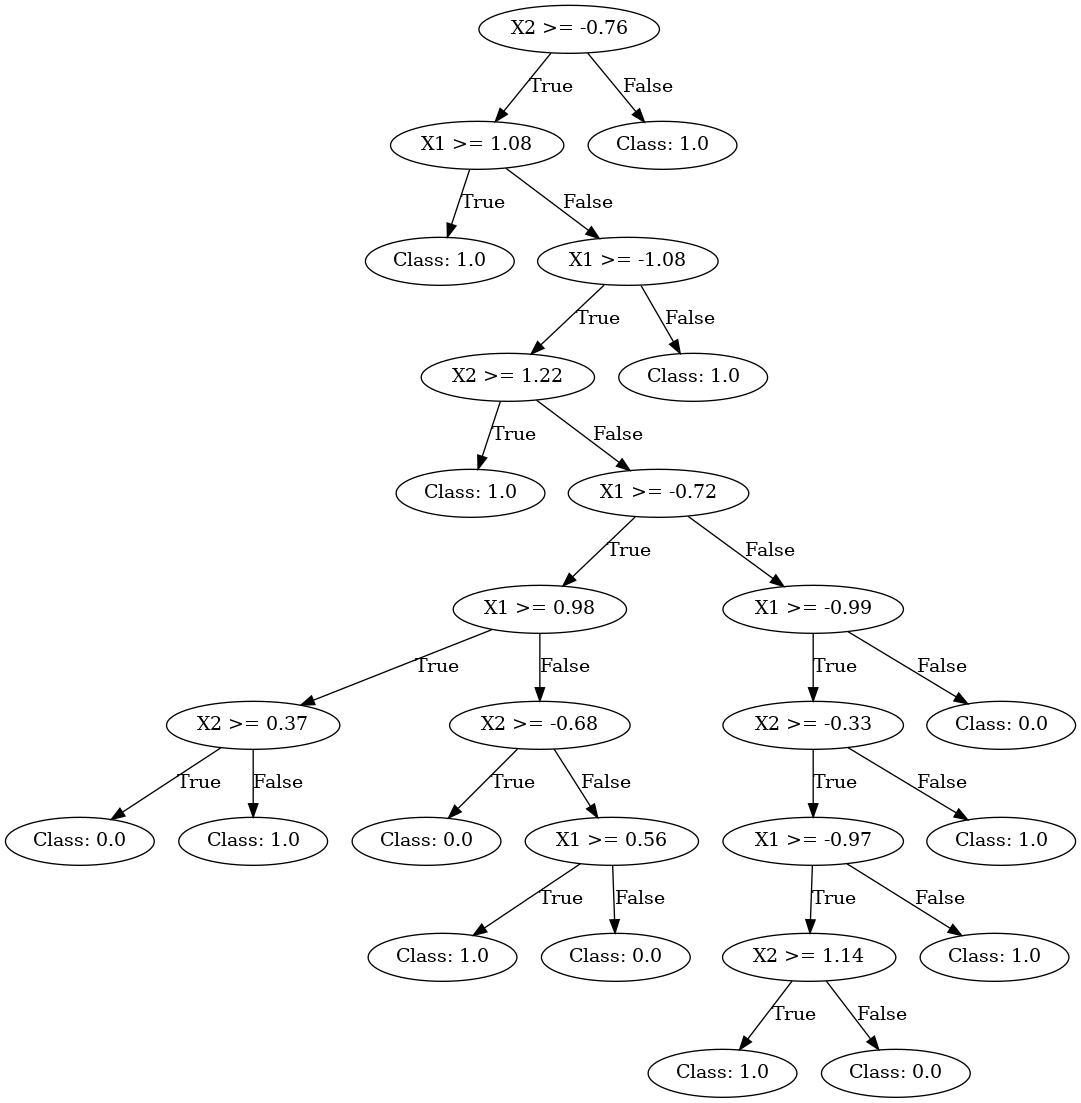 X2 >= -0.76
True
False
X1 >= 1.08
Class: 1.0
True
False
Class: 1.0
X1 >= -1.08
True
False
X2 >= 1.22
Class: 1.0
True
False
Class: 1.0
X1 >= -0.72
True
False
X1 >= 0.98
X1 >= -0.99
True
False
True
False
X2 >= 0.37
X2 >= -0.68
X2 >= -0.33
Class: 0.0
True
False
True
False
True
False
Class: 0.0
Class: 1.0
Class: 0.0
X1 >= 0.56
X1 >= -0.97
Class: 1.0
True
False
True
False
Class: 1.0
Class: 0.0
X2 >= 1.14
Class: 1.0
True
False
Class: 1.0
Class: 0.0